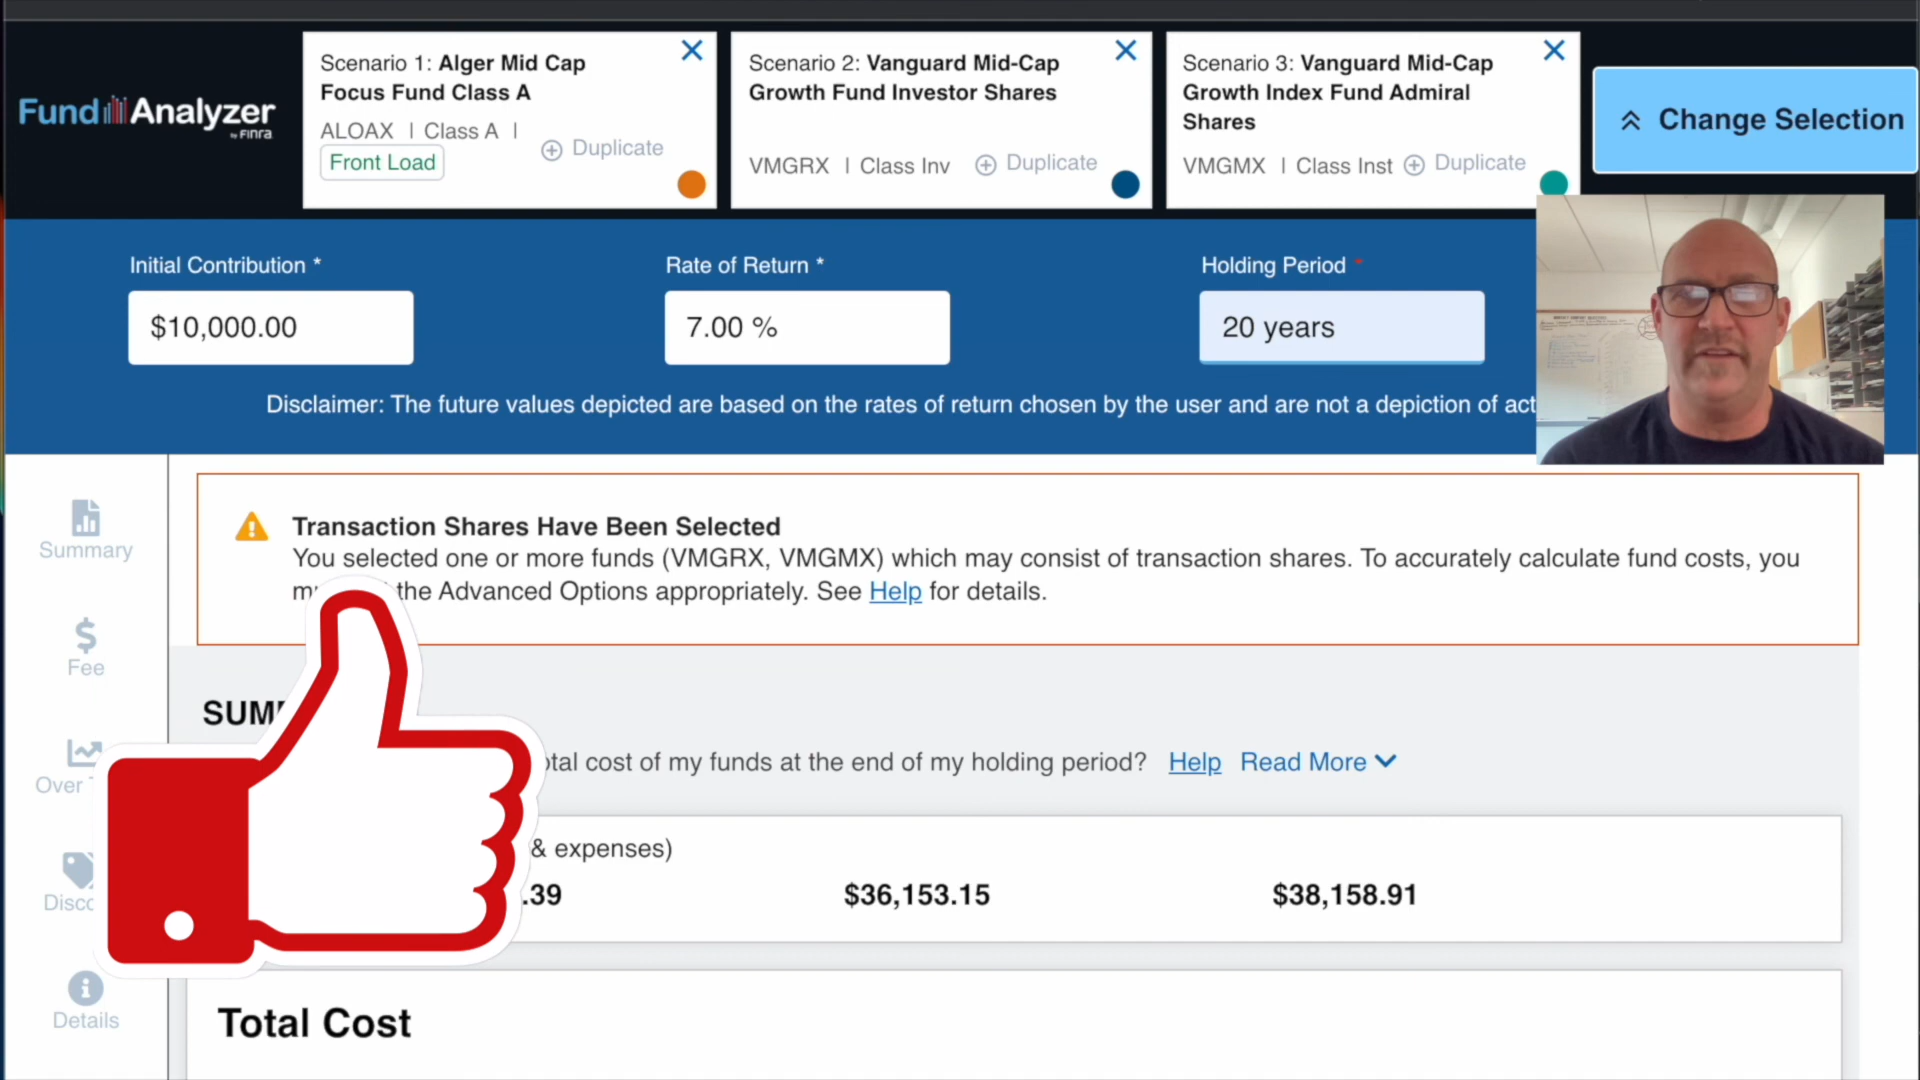 Fund Analyzer
by FINRA
Scenario 1: Alger Mid Cap
Focus Fund Class A
ALOAX | Class A |
Front Load
Duplicate
Scenario 2: Vanguard Mid-Cap
Growth Fund Investor Shares
VMGRX | Class Inv
Duplicate
Scenario 3: Vanguard Mid-Cap
Growth Index Fund Admiral
Shares
VMGMX | Class Inst
Duplicate
Change Selection
Initial Contribution *
Rate of Return *
Holding Period *
$10,000.00
7.00 %
20 years
Disclaimer: The future values depicted are based on the rates of return chosen by the user and are not a depiction of
Summary
Fee
Over
Details
Transaction Shares Have Been Selected
You selected one or more funds (VMGRX, VMGMX) which may consist of transaction shares. To accurately calculate fund costs, you
the Advanced Options appropriately. See Help for details.
cost of my funds at the end of my holding period? Help Read More
& expenses)
.39
$36,153.15
$38,158.91
Total Cost